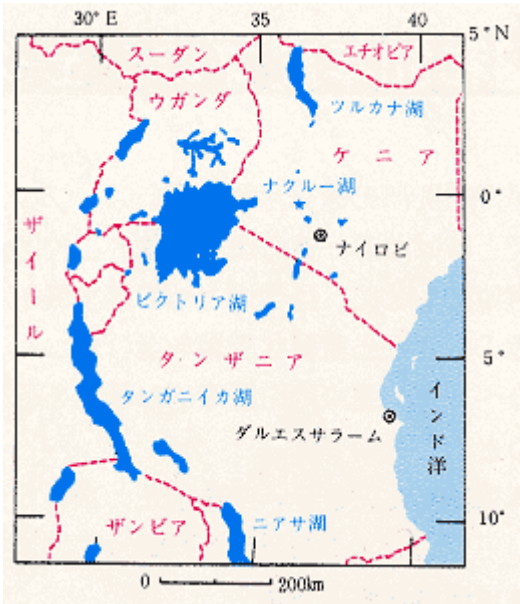 30° E
35
40
5° N
スーダン
エチオピア
ウガンダ
ツルカナ湖
ケニア
ナクルー湖
0°
ザイール
ナイロビ
ビクトリア湖
タンザニア
5°
タンガニイカ湖
インド洋
ダルエスサラーム
ザンビア
ニアサ湖
10°
0
200km